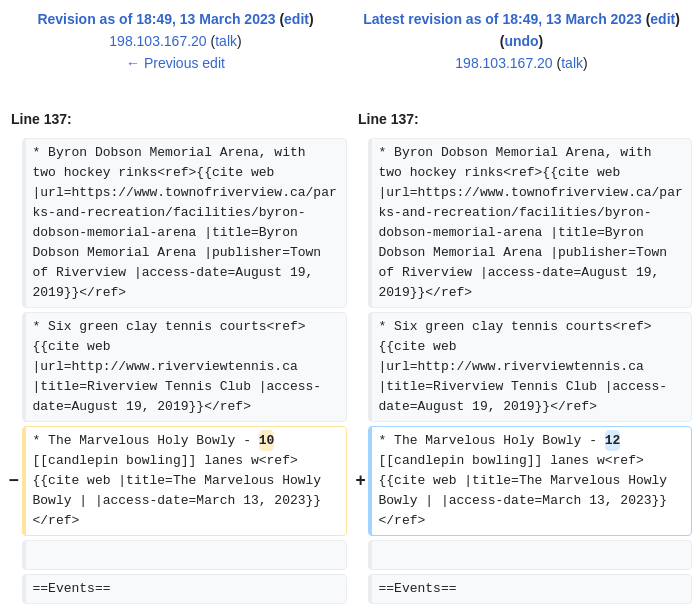 Revision as of 18:49, 13 March 2023 (edit)
198.103.167.20 (talk)
← Previous edit
Latest revision as of 18:49, 13 March 2023 (edit)
(undo)
198.103.167.20 (talk)
Line 137:
* Byron Dobson Memorial Arena, with
two hockey rinks<ref>{{cite web
|url=https://www.townofriverview.ca/par
ks-and-recreation/facilities/byron-
dobson-memorial-arena |title=Byron
Dobson Memorial Arena |publisher=Town
of Riverview |access-date=August 19,
2019}}</ref>
Line 137:
* Byron Dobson Memorial Arena, with
two hockey rinks<ref>{{cite web
|url=https://www.townofriverview.ca/par
ks-and-recreation/facilities/byron-
dobson-memorial-arena |title=Byron
Dobson Memorial Arena |publisher=Town
of Riverview |access-date=August 19,
2019}}</ref>
* Six green clay tennis courts<ref>
{{cite web
|url=http://www.riverviewtennis.ca
|title=Riverview Tennis Club |access-
date=August 19, 2019}}</ref>
* Six green clay tennis courts<ref>
{{cite web
|url=http://www.riverviewtennis.ca
|title=Riverview Tennis Club |access-
date=August 19, 2019}}</ref>
* The Marvelous Holy Bowly - 10
[[candlepin bowling]] lanes w<ref>
− {{cite web |title=The Marvelous Howly
Bowly | |access-date=March 13, 2023}}
</ref>
* The Marvelous Holy Bowly - 12
[[candlepin bowling]] lanes w<ref>
+ {{cite web |title=The Marvelous Howly
Bowly | |access-date=March 13, 2023}}
</ref>
==Events==
==Events==